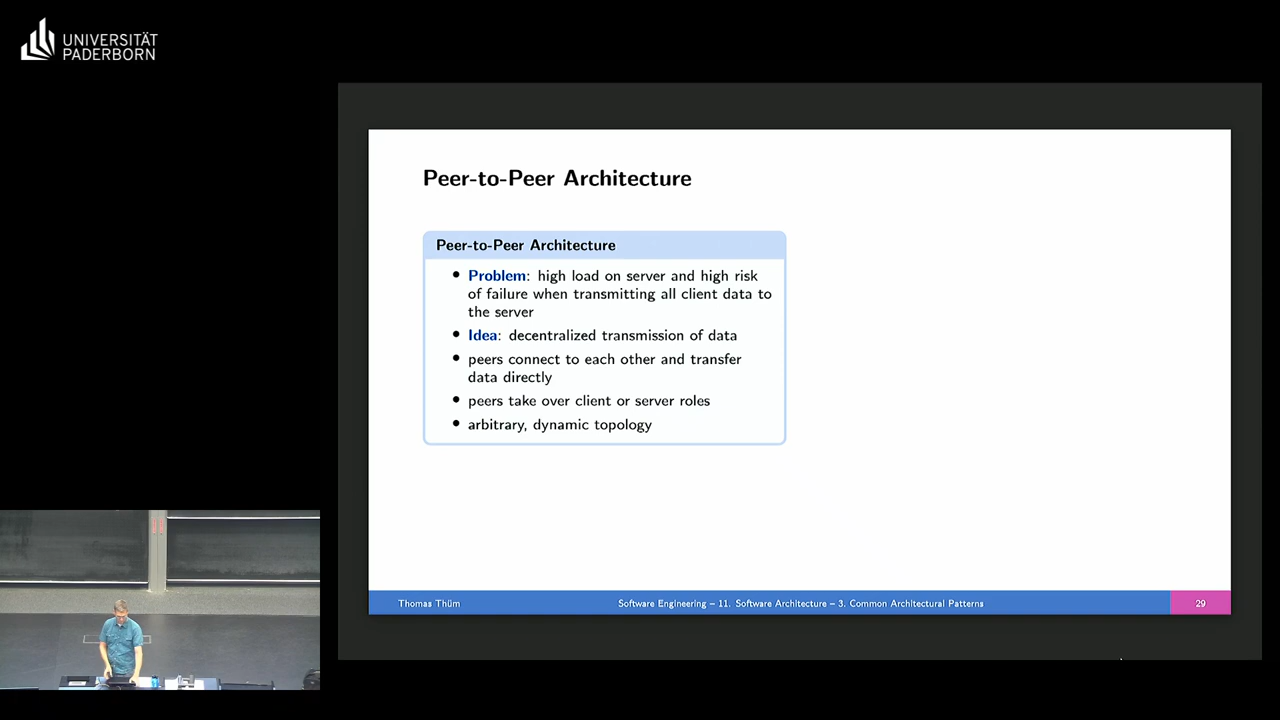 UNIVERSITÄT
PADERBORN
Peer-to-Peer Architecture
Peer-to-Peer Architecture
• Problem: high load on server and high risk
of failure when transmitting all client data to
the server
• Idea: decentralized transmission of data
• peers connect to each other and transfer
data directly
• peers take over client or server roles
• arbitrary, dynamic topology
Thomas Thüm
Software Engineering – 11. Software Architecture – 3. Common Architectural Patterns
29